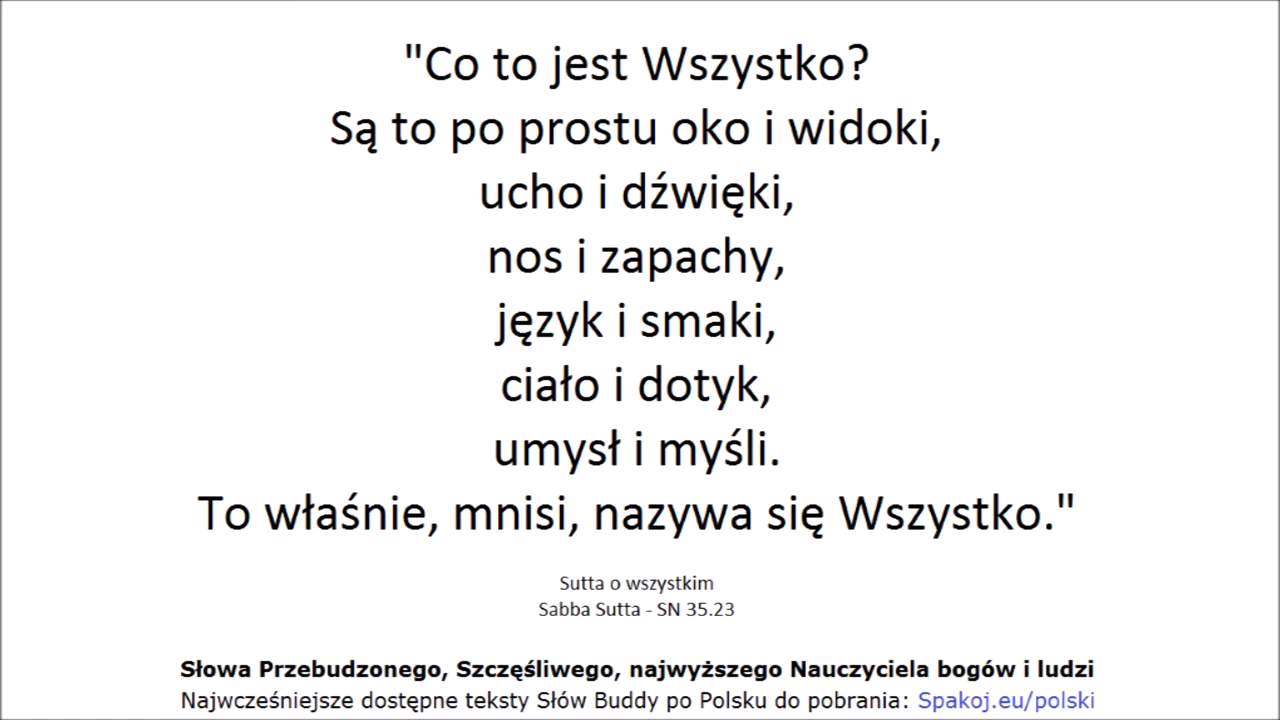 "Co to jest Wszystko?
Są to po prostu oko i widoki,
ucho i dźwięki,
nos i zapachy,
język i smaki,
ciało i dotyk,
umysł i myśli.
To właśnie, mnisi, nazywa się Wszystko."
Sutta o wszystkim
Sabba Sutta - SN 35.23
Słowa Przebudzonego, Szczęśliwego, najwyższego Nauczyciela bogów i ludzi
Najwcześniejsze dostępne teksty Słów Buddy po Polsku do pobrania: Spakoj.eu/polski